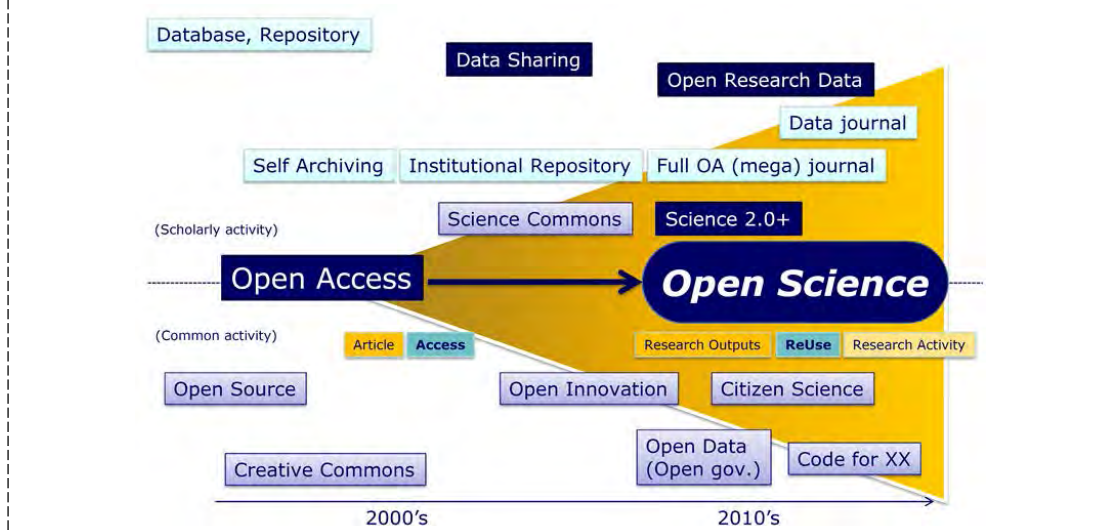 Database, Repository
Data Sharing
Open Research Data
Data journal
Self Archiving
Institutional Repository
Full OA (mega) journal
Science Commons
Science 2.0+
(Scholarly activity)
Open Access
Open Science
(Common activity)
Article
Access
Research Outputs
ReUse
Research Activity
Open Source
Open Innovation
Citizen Science
Creative Commons
Open Data
(Open gov.)
Code for XX
2000's
2010's